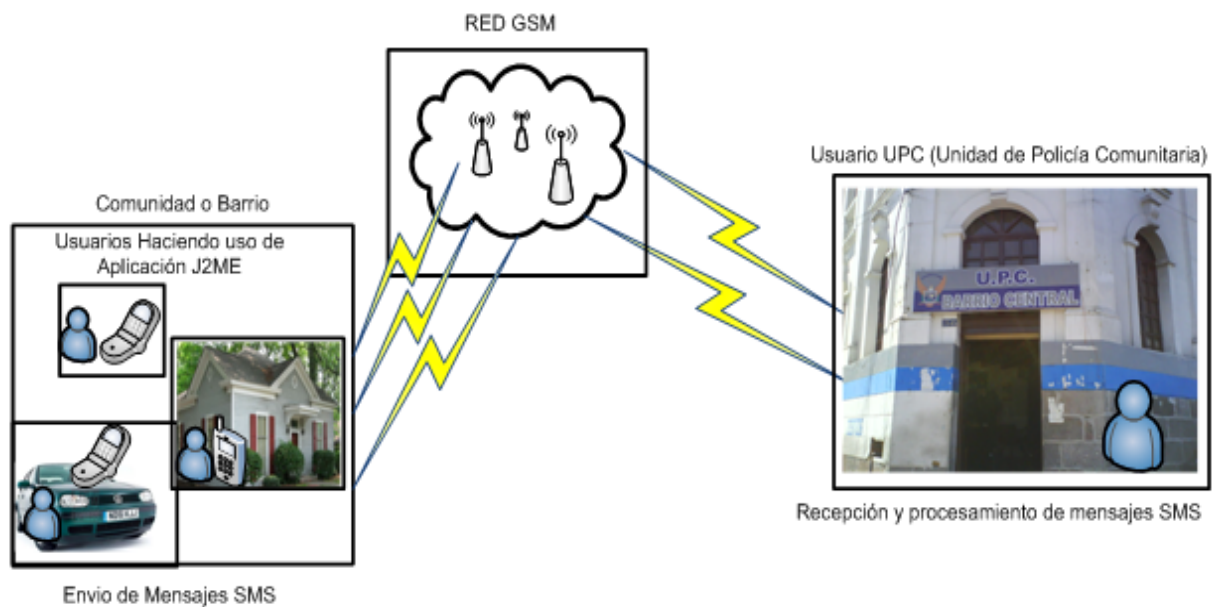 RED GSM
Usuario UPC (Unidad de Policía Comunitaria)
Comunidad o Barrio
Usuarios Haciendo uso de
Aplicación J2ME
U.P.C.
BARRIO CENTRAL
Recepción y procesamiento de mensajes SMS
Envio de Mensajes SMS